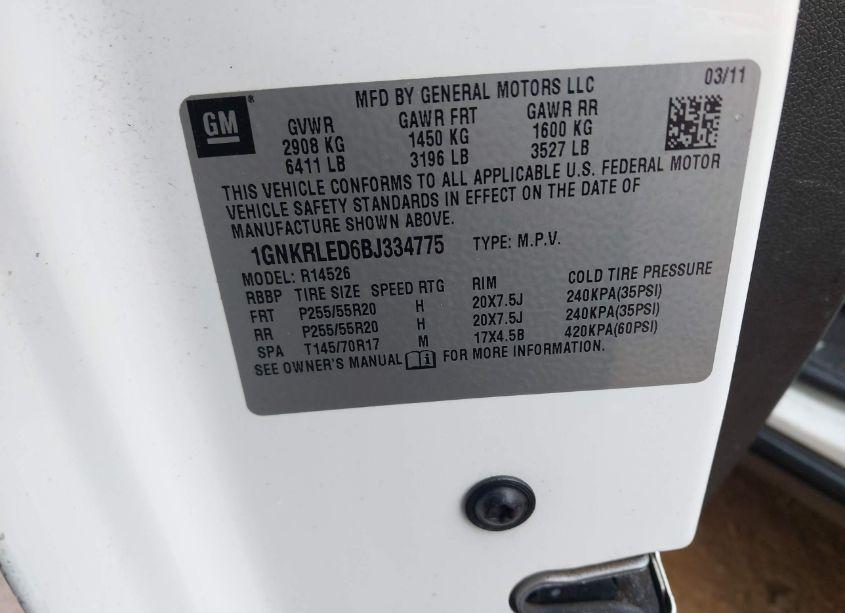 MFD BY GENERAL MOTORS LLC 03/11
GM ®
GVWR GAWR FRT GAWR RR
2908 KG 1450 KG 1600 KG
6411 LB 3196 LB 3527 LB
THIS VEHICLE CONFORMS TO ALL APPLICABLE U.S. FEDERAL MOTOR
VEHICLE SAFETY STANDARDS IN EFFECT ON THE DATE OF
MANUFACTURE SHOWN ABOVE.
1GNKRLED6BJ334775 TYPE: M.P.V.
MODEL: R14526
RBBP TIRE SIZE SPEED RTG RIM COLD TIRE PRESSURE
FRT P255/55R20 H 20X7.5J 240KPA(35PSI)
RR P255/55R20 H 20X7.5J 240KPA(35PSI)
SPA T145/70R17 M 17X4.5B 420KPA(60PSI)
SEE OWNER'S MANUAL i FOR MORE INFORMATION.